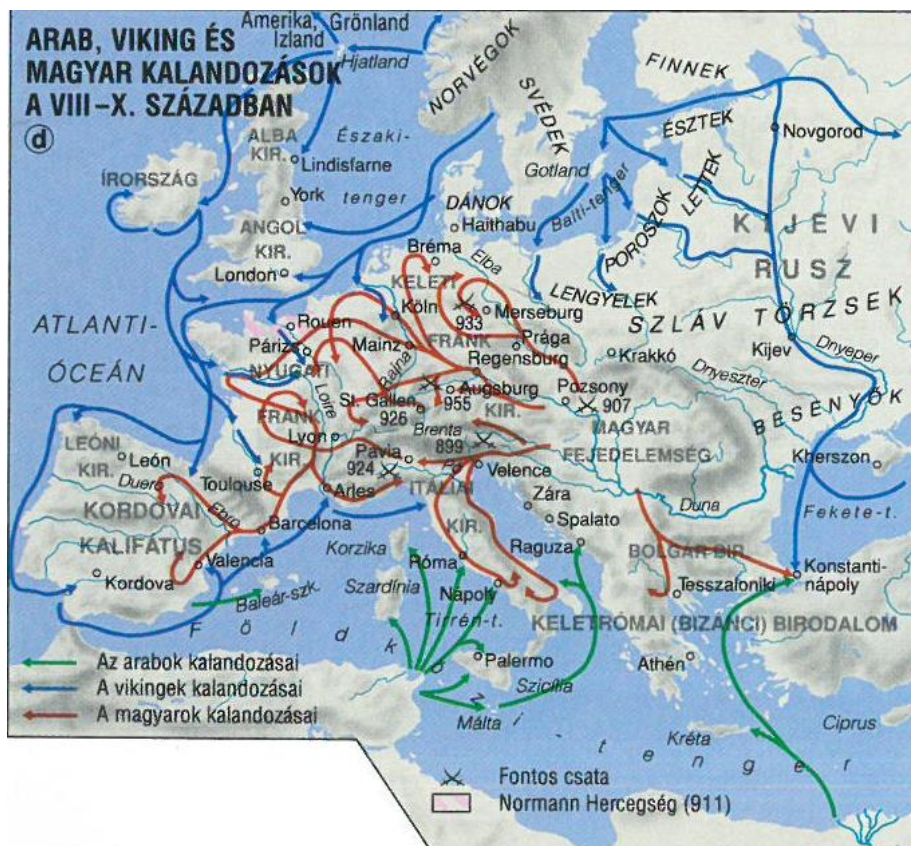 ARAB, VIKING ÉS
MAGYAR KALANDOZÁSOK
A VIII–X. SZÁZADBAN
d
Amerika, Grönland
Izland
Hjatland
NORVÉGOK
SVÉDEK
FINNEK
ÉSZTEK
Novgorod
ALBA
KIR.
Lindisfarne
Északi-
tenger
Gotland
Balti-tenger
LETTEK
POROSZOK
ÍRORSZÁG
York
ANGOL
KIR.
London
DÁNOK
Haithabu
KIJEVI
RUSZ
Bréma
Elba
KELETI
LENGYELEK
Merseburg
933
SZLÁV TÖRZSEK
ATLANTI-
ÓCEÁN
Rouen
Köln
FRANK
Prága
Kijev
Dnyeper
Párizs
Mainz
Rajna
Regensburg
Krakkó
Dnyeszter
NYUGATI
Loire
St. Gallen
926
Augsburg
955
KIR.
Pozsony
907
BESENYŐK
FRANK
KIR.
Lyon
Brenta
899
MAGYAR
FEJEDELEMSÉG
Kherszon
LEÓNI
KIR.
León
Pavia
924
Pó
Velence
Duero
Toulouse
Arles
ITÁLIAI
KIR.
Zára
Spalato
Duna
Fekete-t.
KORDOVAI
KALIFÁTUS
Ebro
Barcelona
Korzika
Róma
Raguza
BOLGÁR BIR.
Konstanti-
nápoly
Valencia
Kordova
Baleár-szk.
Szardínia
Nápoly
Tesszaloniki
Tirrén-t.
KELETRÓMAI (BIZÁNCI) BIRODALOM
Földközi-tenger
Palermo
Szicília
Athén
Málta
Kréta
Ciprus
Az arabok kalandozásai
A vikingek kalandozásai
A magyarok kalandozásai
Fontos csata
Normann Hercegség (911)